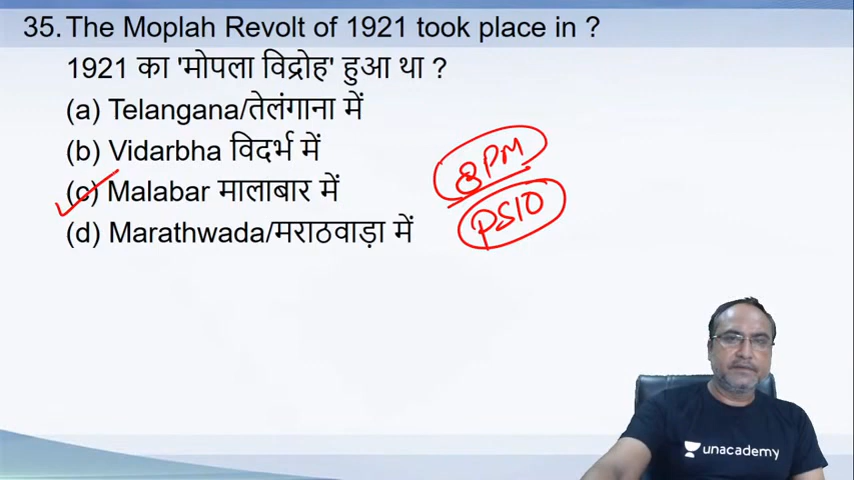 35. The Moplah Revolt of 1921 took place in ?
1921 का 'मोपला विद्रोह' हुआ था ?
(a) Telangana/तेलंगाना में
(b) Vidarbha विदर्भ में
(c) Malabar मालाबार में
(d) Marathwada/मराठवाड़ा में
8PM
PS10
unacademy